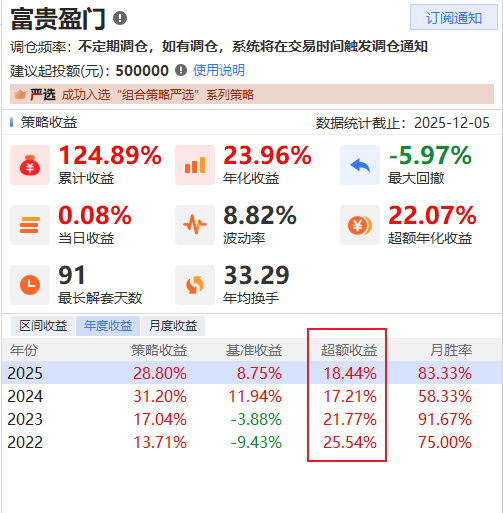 富贵盈门 订阅通知
调仓频率：不定期调仓，如有调仓，系统将在交易时间触发调仓通知
建议起投额(元)：500000 使用说明
严选 成功入选“组合策略严选”系列策略
策略收益 数据统计截止：2025-12-05
124.89% 23.96% -5.97%
累计收益 年化收益 最大回撤
0.08% 8.82% 22.07%
当日收益 波动率 超额年化收益
91 33.29
最长解套天数 年均换手
区间收益 年度收益 月度收益
年份 策略收益 基准收益 超额收益 月胜率
2025 28.80% 8.75% 18.44% 83.33%
2024 31.20% 11.94% 17.21% 58.33%
2023 17.04% -3.88% 21.77% 91.67%
2022 13.71% -9.43% 25.54% 75.00%